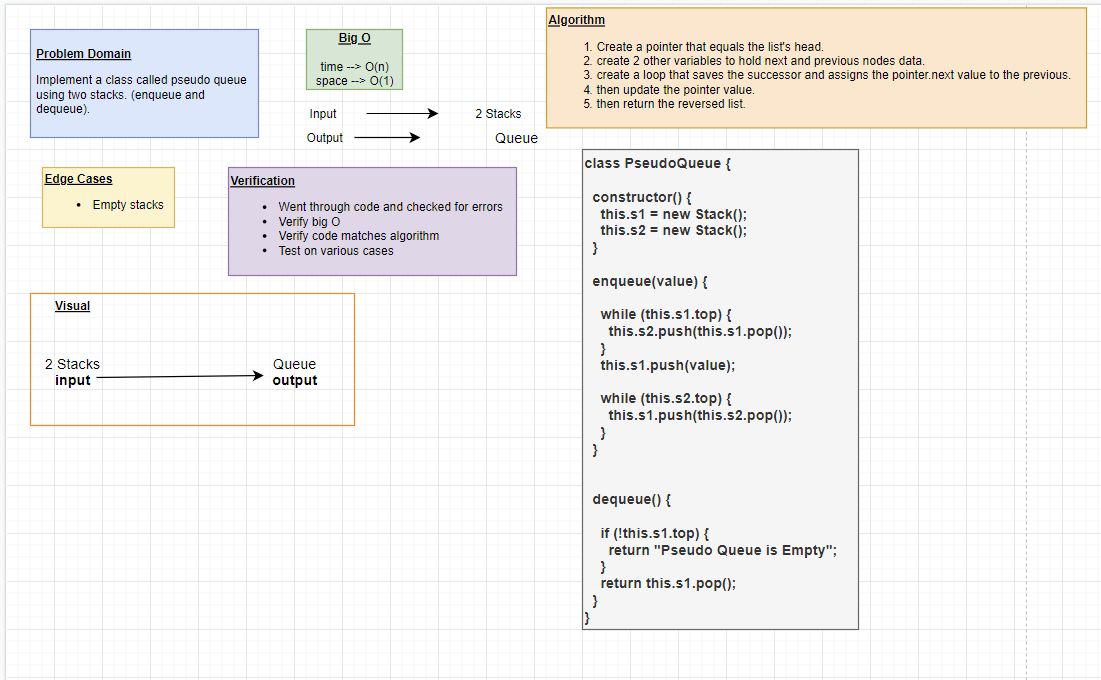 Problem Domain
Implement a class called pseudo queue
using two stacks. (enqueue and
dequeue).
Big O
time --> O(n)
space --> O(1)
Input
2 Stacks
Output
Queue
Algorithm
1. Create a pointer that equals the list's head.
2. create 2 other variables to hold next and previous nodes data.
3. create a loop that saves the successor and assigns the pointer.next value to the previous.
4. then update the pointer value.
5. then return the reversed list.
Edge Cases
• Empty stacks
Verification
• Went through code and checked for errors
• Verify big O
• Verify code matches algorithm
• Test on various cases
Visual
2 Stacks
input
Queue
output
class PseudoQueue {
constructor() {
this.s1 = new Stack();
this.s2 = new Stack();
}
enqueue(value) {
while (this.s1.top) {
this.s2.push(this.s1.pop());
}
this.s1.push(value);
while (this.s2.top) {
this.s1.push(this.s2.pop());
}
}
dequeue() {
if (!this.s1.top) {
return "Pseudo Queue is Empty";
}
return this.s1.pop();
}
}